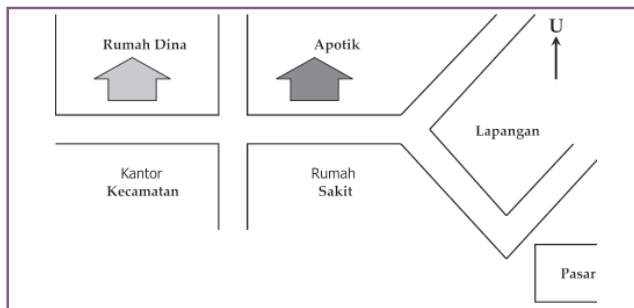 Rumah Dina
Apotik
U
Lapangan
Kantor
Kecamatan
Rumah
Sakit
Pasar